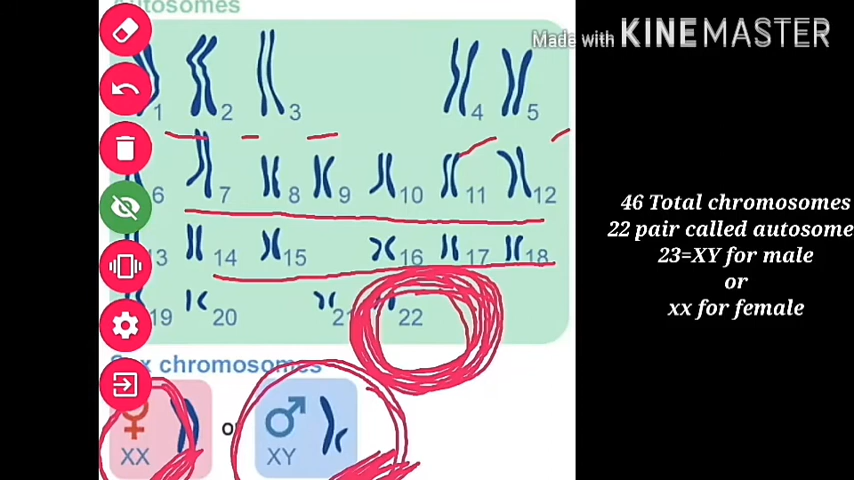 Autosomes
Made with KINEMASTER
1 2 3 4 5
6 7 8 9 10 11 12
13 14 15 16 17 18
19 20 21 22
Sex chromosomes
XX or XY
46 Total chromosomes
22 pair called autosome
23=XY for male
or
xx for female